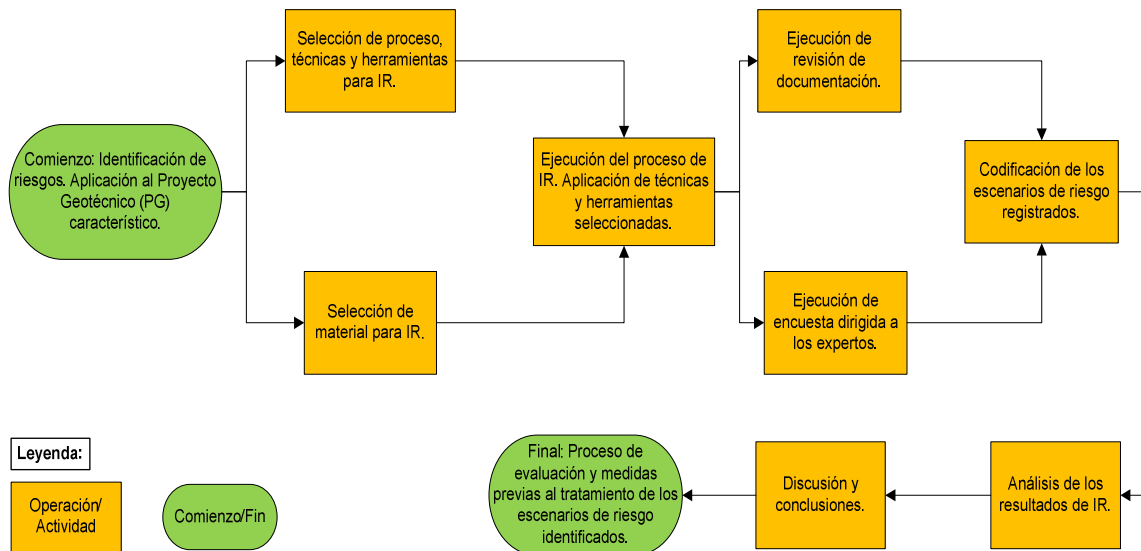 Comienzo: Identificación de
riesgos. Aplicación al Proyecto
Geotécnico (PG)
característico.
Selección de proceso,
técnicas y herramientas
para IR.
Selección de
material para IR.
Ejecución del proceso de
IR. Aplicación de técnicas
y herramientas
seleccionadas.
Ejecución de
revisión de
documentación.
Ejecución de
encuesta dirigida a
los expertos.
Codificación de los
escenarios de riesgo
registrados.
Análisis de los
resultados de IR.
Discusión y
conclusiones.
Final: Proceso de
evaluación y medidas
previas al tratamiento de los
escenarios de riesgo
identificados.
Leyenda:
Operación/
Actividad
Comienzo/Fin